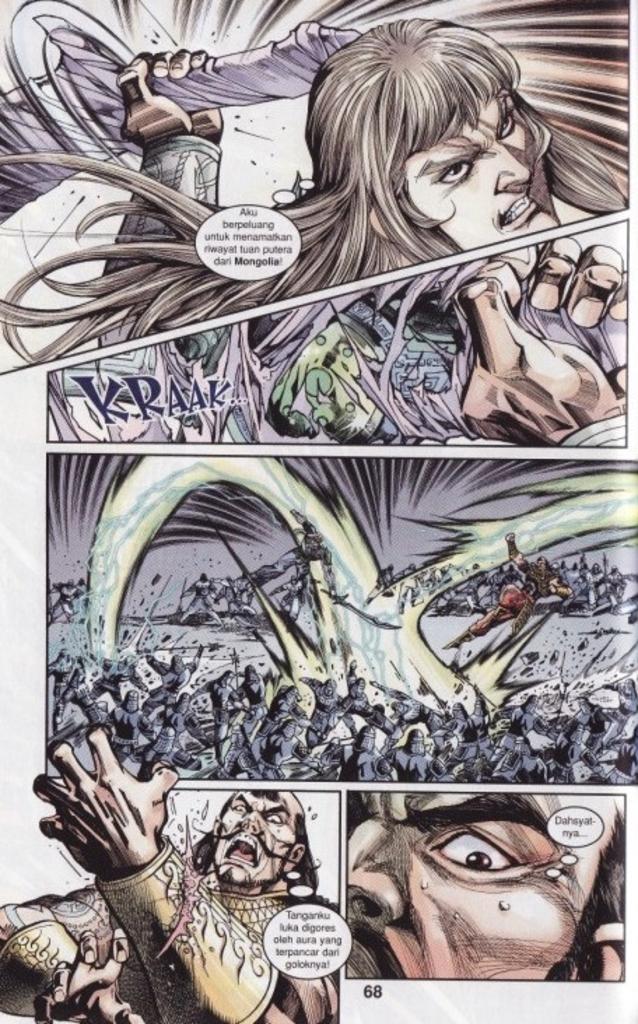 Aku
berpeluang
untuk menamatkan
riwayat tuan putera
dari Mongolia!
KRAAK...
Dahsyat-
nya...
Tanganku
luka digores
oleh aura yang
terpancar dari
goloknya!
68